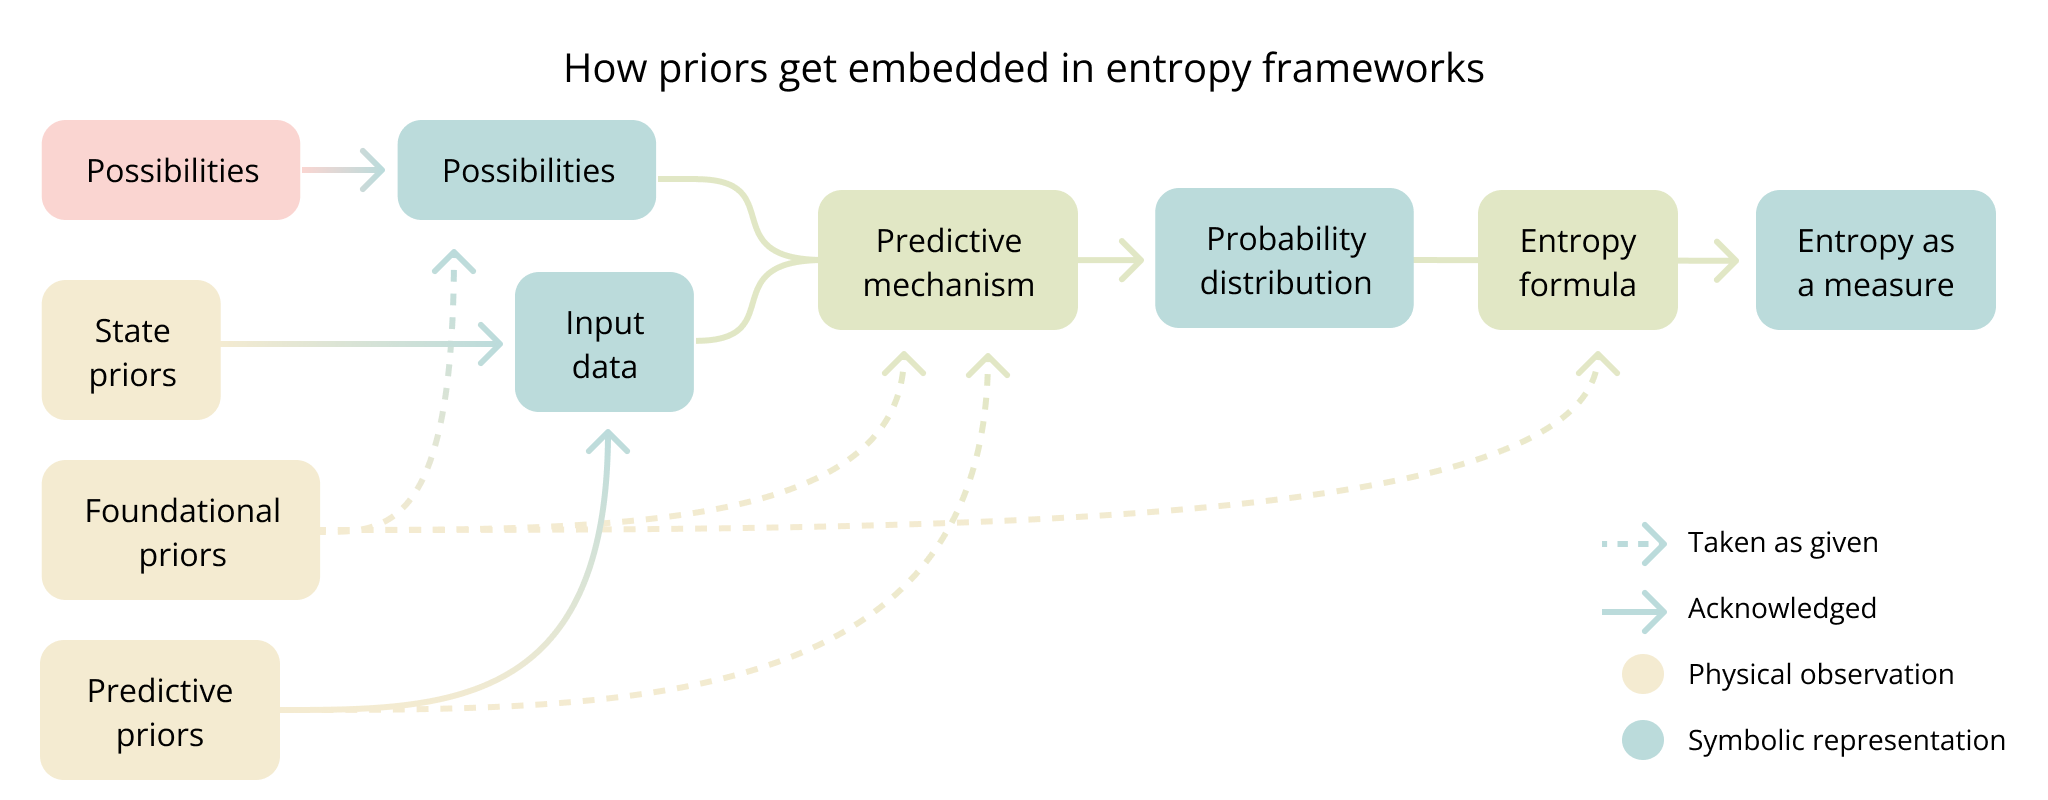 How priors get embedded in entropy frameworks
Possibilities
Possibilities
Predictive
mechanism
Probability
distribution
Entropy
formula
Entropy as
a measure
State
priors
Input
data
Foundational
priors
Predictive
priors
Taken as given
Acknowledged
Physical observation
Symbolic representation